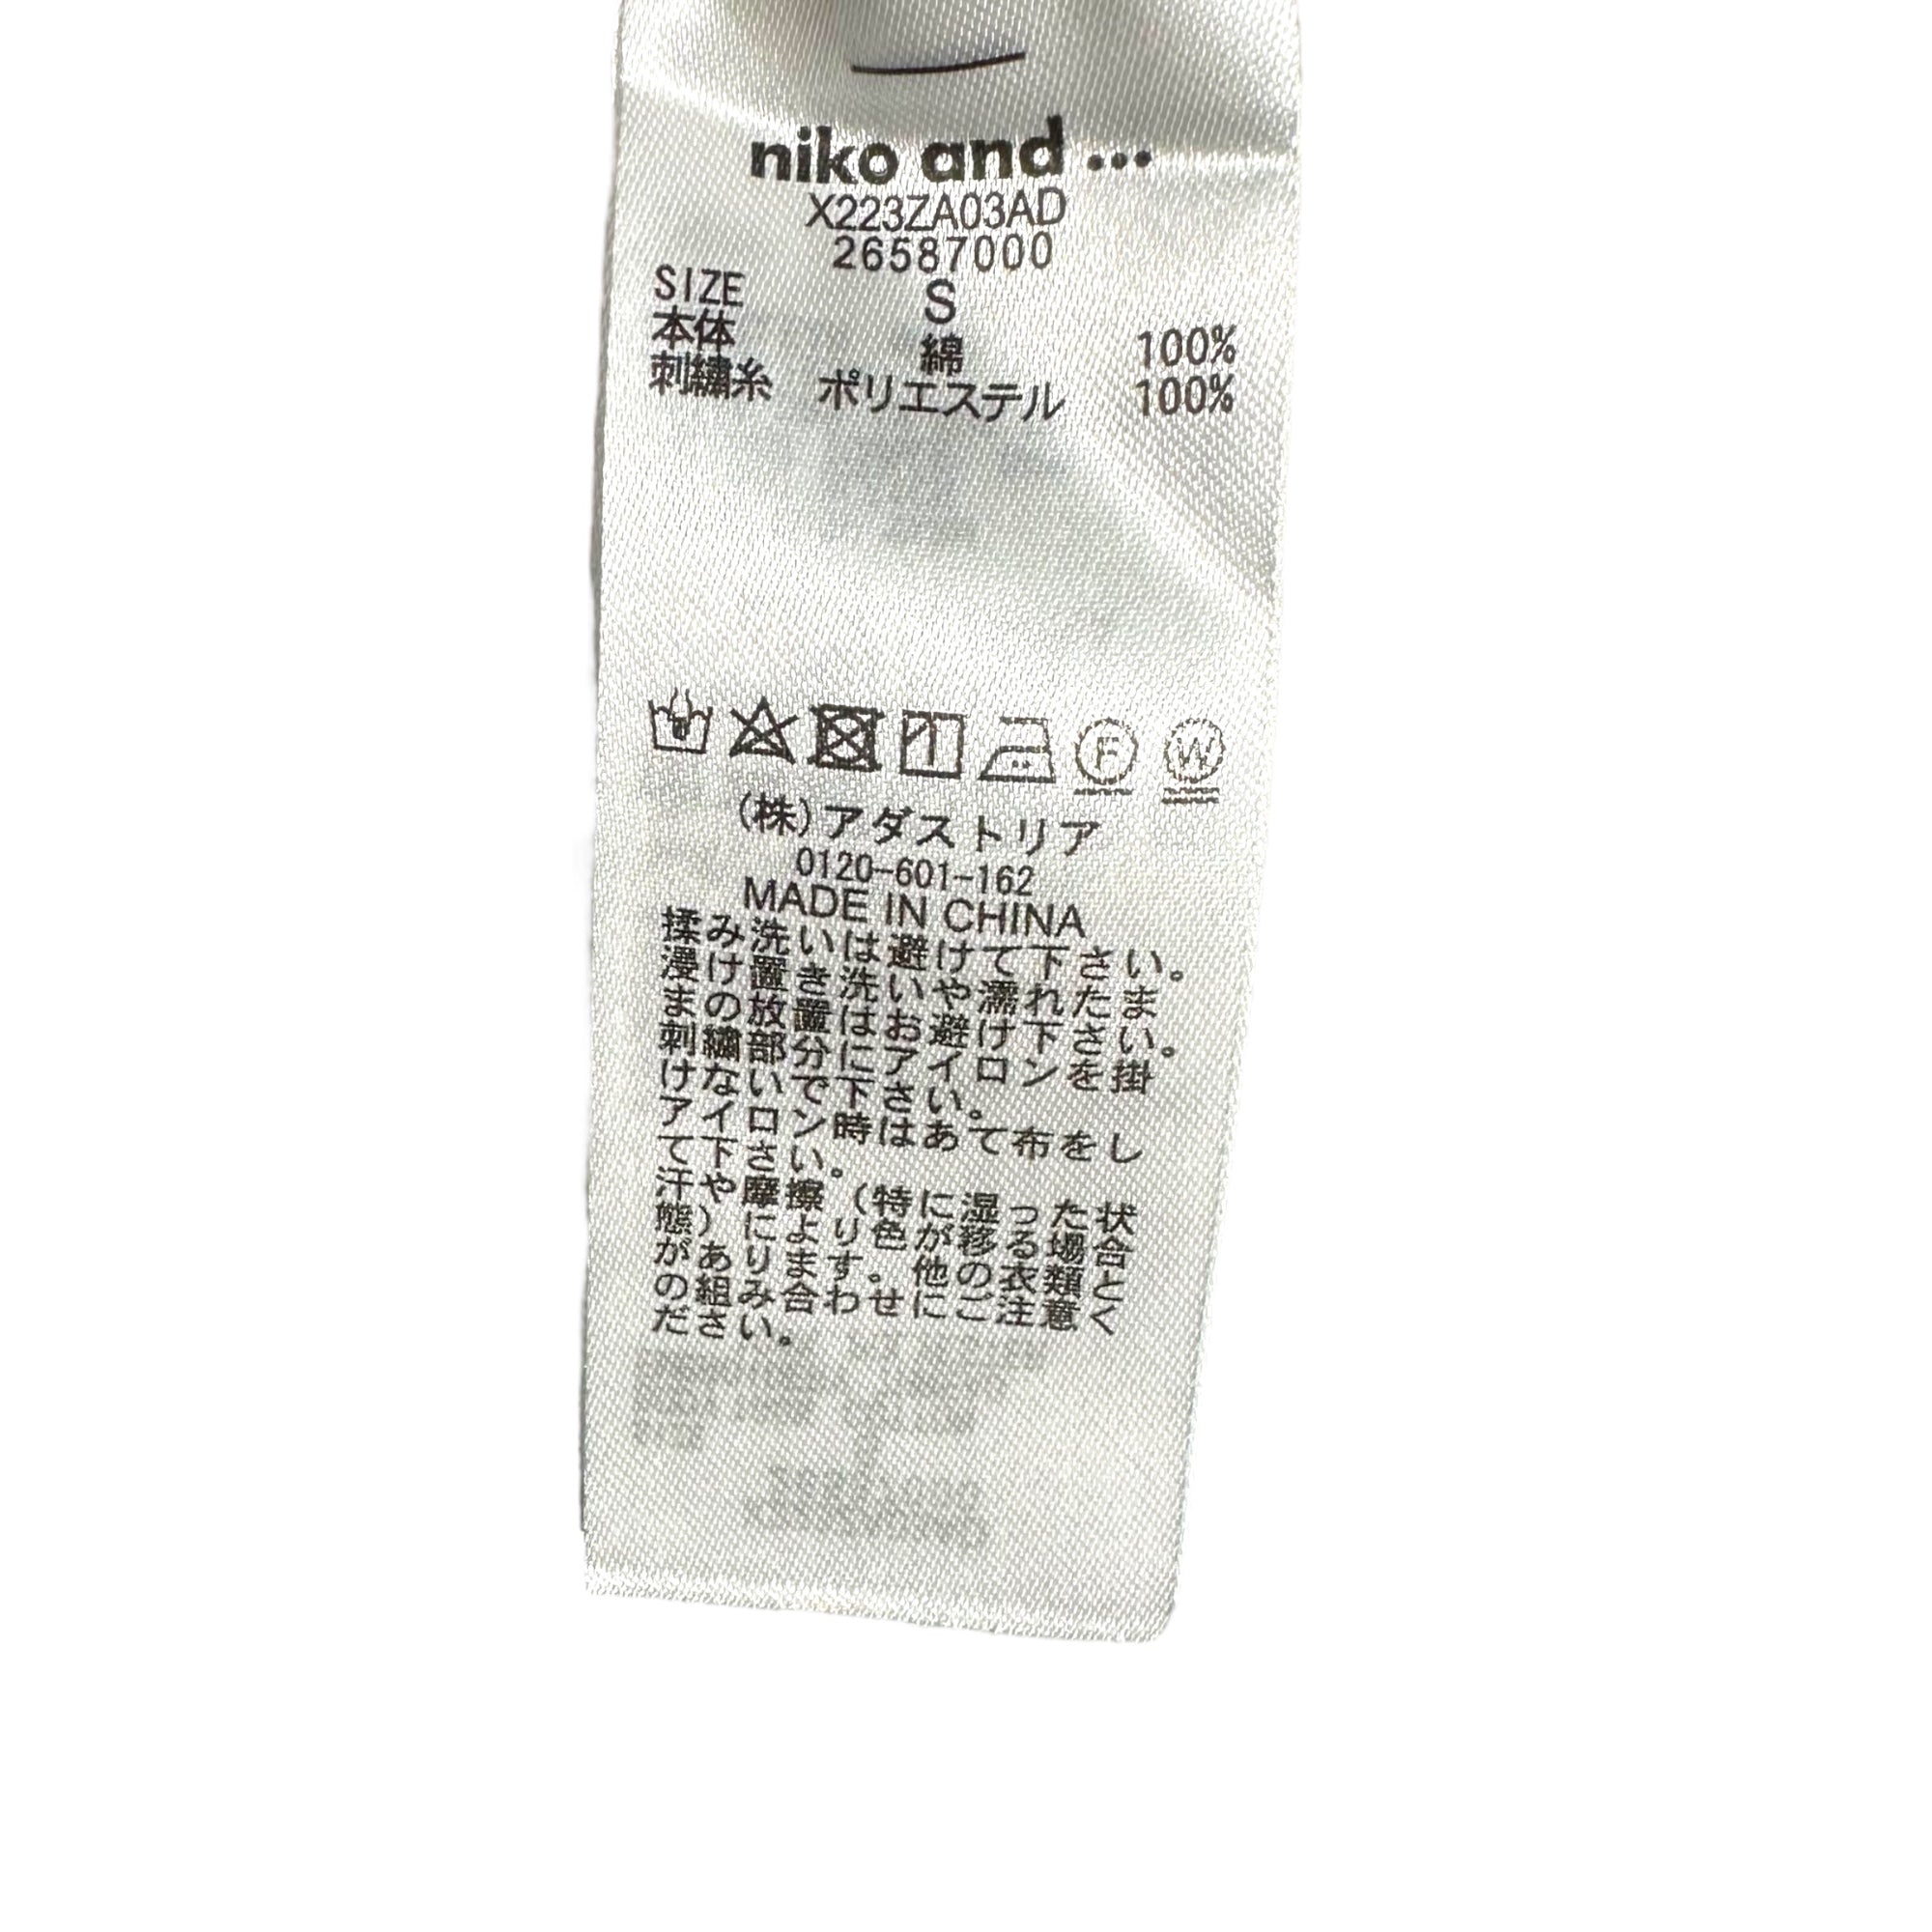 niko and ...
X223ZA03AD
26587000
SIZE S
本体 綿 100%
刺繍糸 ポリエステル 100%
F W
(株)アダストリア
0120-601-162
MADE IN CHINA
揉み洗いは避けて下さい。
浸け置き洗いや濡れたま
まの放置はお避け下さい。
刺繍部分にアイロンを掛
けないで下さい。
アイロン時はあて布をし
て下さい。
汗や摩擦(特に湿った状
態)により色が移る場合
があります。他の衣類と
の組み合わせにご注意く
ださい。